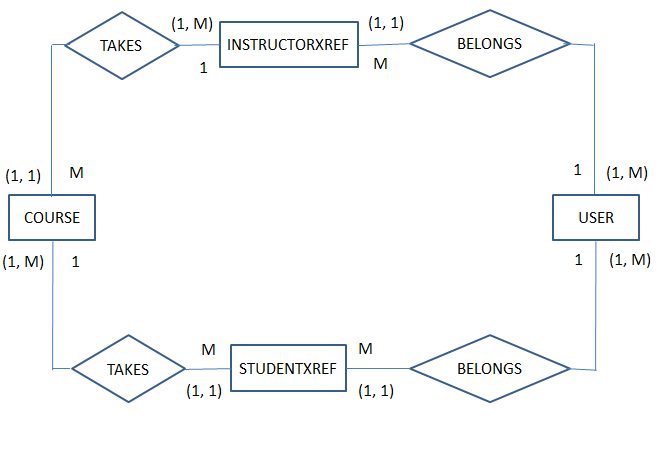 (1, M)
(1, 1)
TAKES
INSTRUCTORXREF
BELONGS
1
M
(1, 1)
M
1
(1, M)
COURSE
USER
(1, M)
1
1
(1, M)
M
M
TAKES
STUDENTXREF
BELONGS
(1, 1)
(1, 1)